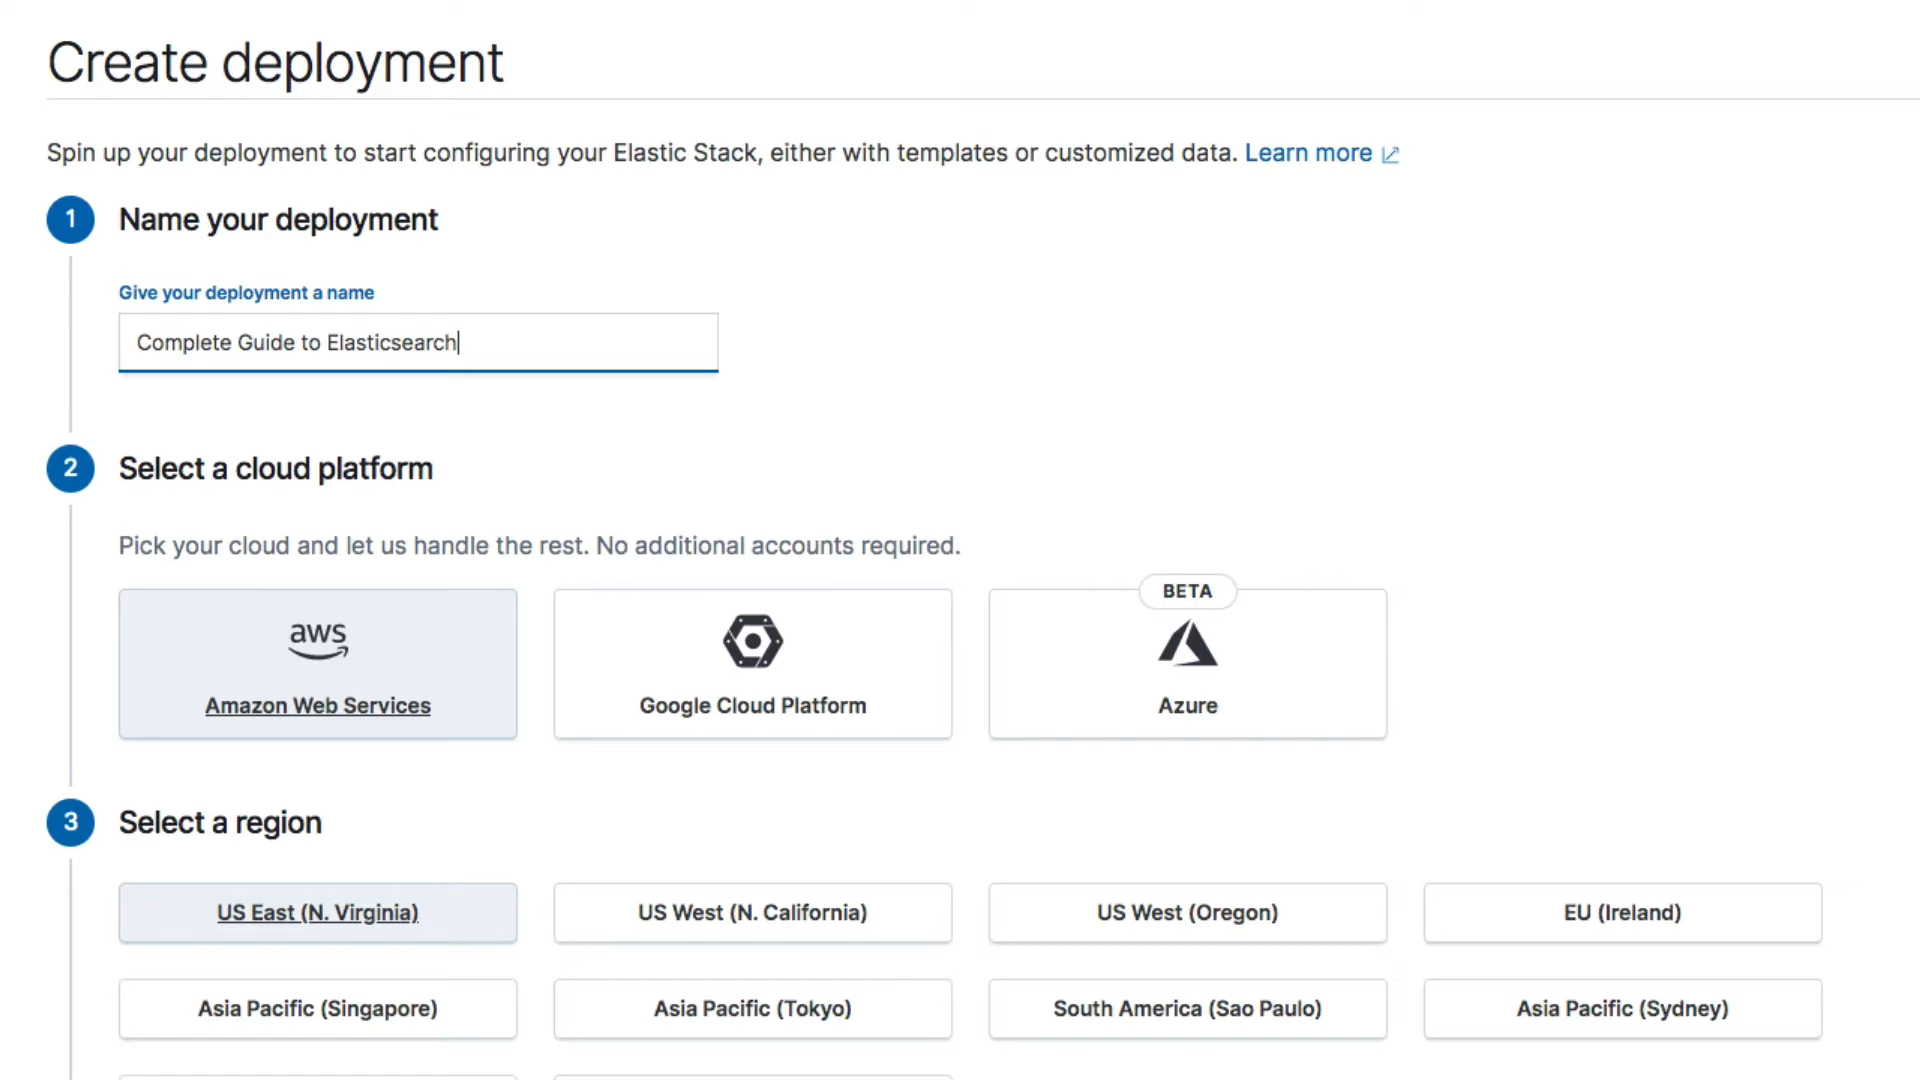 Create deployment
Spin up your deployment to start configuring your Elastic Stack, either with templates or customized data. Learn more
1 Name your deployment
Give your deployment a name
Complete Guide to Elasticsearch
2 Select a cloud platform
Pick your cloud and let us handle the rest. No additional accounts required.
BETA
aws
Amazon Web Services Google Cloud Platform Azure
3 Select a region
US East (N. Virginia) US West (N. California) US West (Oregon) EU (Ireland)
Asia Pacific (Singapore) Asia Pacific (Tokyo) South America (Sao Paulo) Asia Pacific (Sydney)